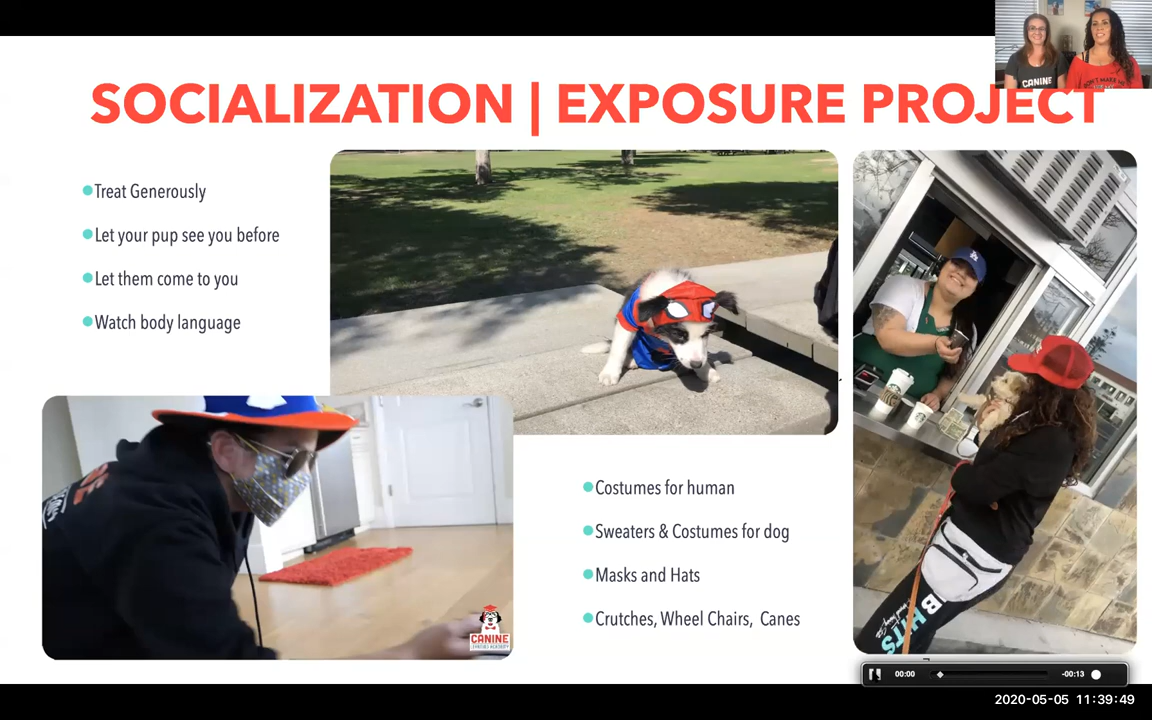 SOCIALIZATION | EXPOSURE PROJECT
CANINE
Treat Generously
Let your pup see you before
Let them come to you
Watch body language
Costumes for human
Sweaters & Costumes for dog
Masks and Hats
Crutches, Wheel Chairs, Canes
CANINE
00:00
-00:13
2020-05-05 11:39:49